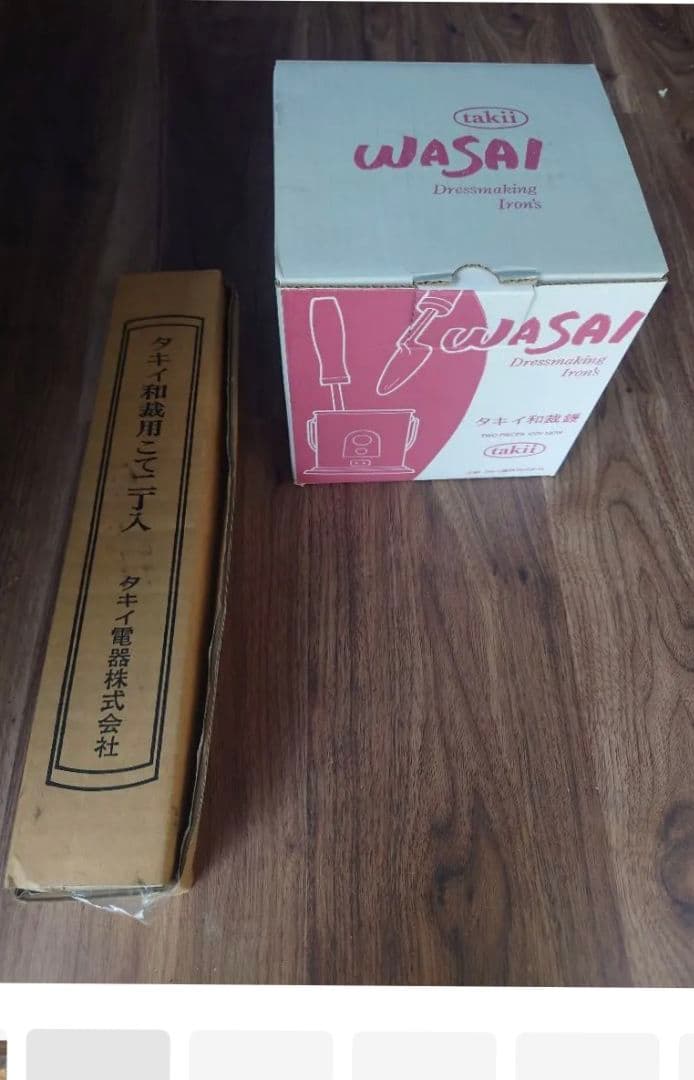 takii
WASAI
Dressmaking
Iron's
WASAI
Dressmaking
Iron's
タキイ和裁鏝
takii
タキイ和裁用こて二丁入
タキイ電器株式会社